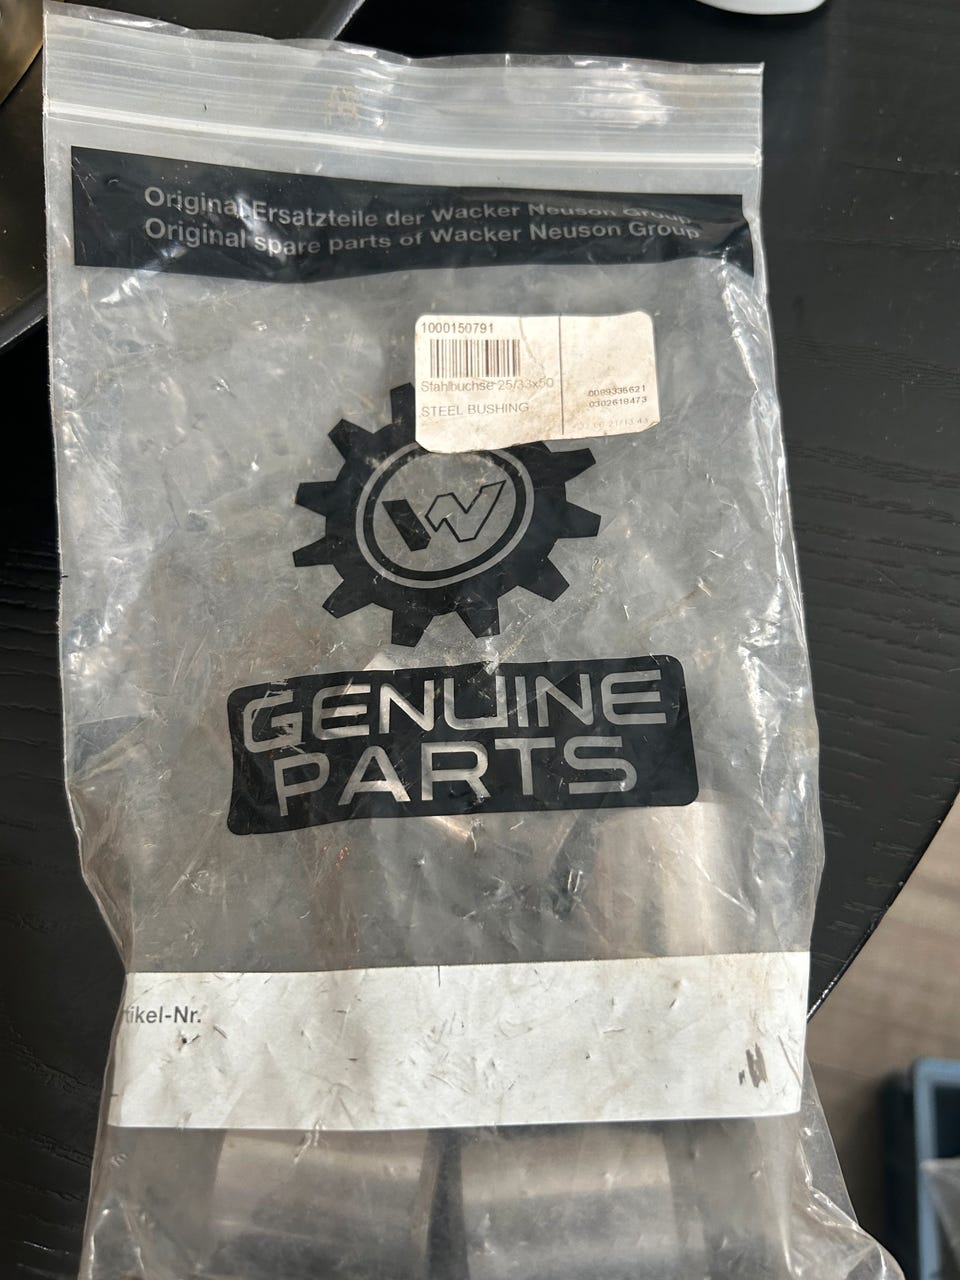 Original Ersatzteile der Wacker Neuson Group
Original spare parts of Wacker Neuson Group
1000150791
Stahlbuchse 25/33x50
STEEL BUSHING
0089336621
0302618473
W
GENUINE
PARTS
tikel-Nr.